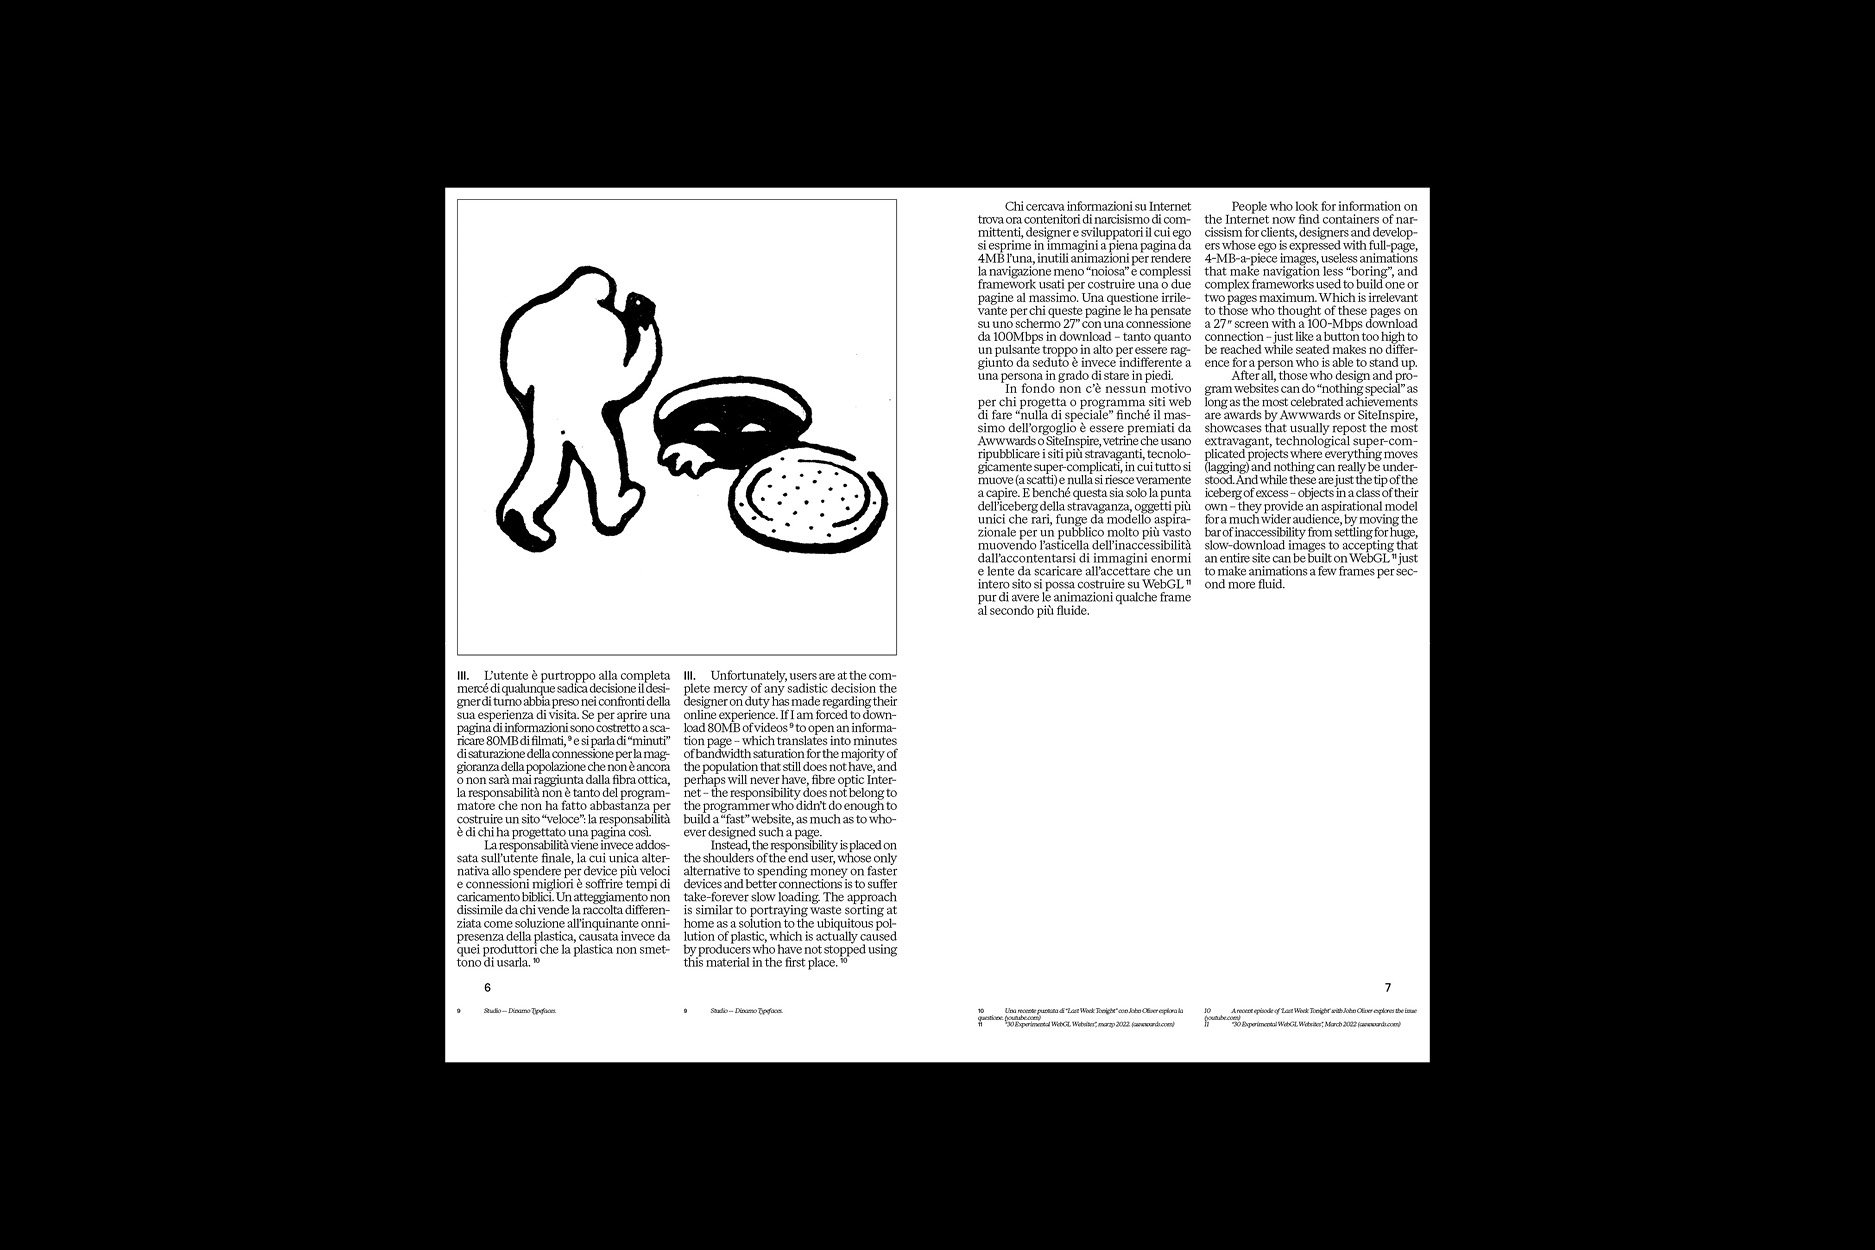 III. L’utente è purtroppo alla completa
mercé di qualunque sadica decisione il desi-
gner di turno abbia preso nei confronti della
sua esperienza di visita. Se per aprire una
pagina di informazioni sono costretto a sca-
ricare 80MB di filmati, ⁹ e si parla di “minuti”
di saturazione della connessione per la mag-
gioranza della popolazione che non è ancora
o non sarà mai raggiunta dalla fibra ottica,
la responsabilità non è tanto del program-
matore che non ha fatto abbastanza per
costruire un sito “veloce”: la responsabilità
è di chi ha progettato una pagina così.
La responsabilità viene invece addos-
sata sull’utente finale, la cui unica alter-
nativa allo spendere per device più veloci
e connessioni migliori è soffrire tempi di
caricamento biblici. Un atteggiamento non
dissimile da chi vende la raccolta differen-
ziata come soluzione all’inquinante onni-
presenza della plastica, causata invece da
quei produttori che la plastica non smet-
tono di usarla. ¹⁰
III. Unfortunately, users are at the com-
plete mercy of any sadistic decision the
designer on duty has made regarding their
online experience. If I am forced to down-
load 80MB of videos ⁹ to open an informa-
tion page – which translates into minutes
of bandwidth saturation for the majority of
the population that still does not have, and
perhaps will never have, fibre optic Inter-
net – the responsibility does not belong to
the programmer who didn’t do enough to
build a “fast” website, as much as to who-
ever designed such a page.
Instead, the responsibility is placed on
the shoulders of the end user, whose only
alternative to spending money on faster
devices and better connections is to suffer
take-forever slow loading. The approach
is similar to portraying waste sorting at
home as a solution to the ubiquitous pol-
lution of plastic, which is actually caused
by producers who have not stopped using
this material in the first place. ¹⁰
6
9 Studio — Dinamo Typefaces.
9 Studio — Dinamo Typefaces.
Chi cercava informazioni su Internet
trova ora contenitori di narcisismo di com-
mittenti, designer e sviluppatori il cui ego
si esprime in immagini a piena pagina da
4MB l’una, inutili animazioni per rendere
la navigazione meno “noiosa” e complessi
framework usati per costruire una o due
pagine al massimo. Una questione irrile-
vante per chi queste pagine le ha pensate
su uno schermo 27” con una connessione
da 100Mbps in download – tanto quanto
un pulsante troppo in alto per essere rag-
giunto da seduto è invece indifferente a
una persona in grado di stare in piedi.
In fondo non c’è nessun motivo
per chi progetta o programma siti web
di fare “nulla di speciale” finché il mas-
simo dell’orgoglio è essere premiati da
Awwwards o SiteInspire, vetrine che usano
ripubblicare i siti più stravaganti, tecnolo-
gicamente super-complicati, in cui tutto si
muove (a scatti) e nulla si riesce veramente
a capire. E benché questa sia solo la punta
dell’iceberg della stravaganza, oggetti più
unici che rari, funge da modello aspira-
zionale per un pubblico molto più vasto
muovendo l’asticella dell’inaccessibilità
dall’accontentarsi di immagini enormi
e lente da scaricare all’accettare che un
intero sito si possa costruire su WebGL ¹¹
pur di avere le animazioni qualche frame
al secondo più fluide.
People who look for information on
the Internet now find containers of nar-
cissism for clients, designers and develop-
ers whose ego is expressed with full-page,
4-MB-a-piece images, useless animations
that make navigation less “boring”, and
complex frameworks used to build one or
two pages maximum. Which is irrelevant
to those who thought of these pages on
a 27″ screen with a 100-Mbps download
connection – just like a button too high to
be reached while seated makes no differ-
ence for a person who is able to stand up.
After all, those who design and pro-
gram websites can do “nothing special” as
long as the most celebrated achievements
are awards by Awwwards or SiteInspire,
showcases that usually repost the most
extravagant, technological super-com-
plicated projects where everything moves
(lagging) and nothing can really be under-
stood. And while these are just the tip of the
iceberg of excess – objects in a class of their
own – they provide an aspirational model
for a much wider audience, by moving the
bar of inaccessibility from settling for huge,
slow-download images to accepting that
an entire site can be built on WebGL ¹¹ just
to make animations a few frames per sec-
ond more fluid.
7
10 Una recente puntata di “Last Week Tonight” con John Oliver esplora la
questione. (youtube.com)
11 “30 Experimental WebGL Websites”, marzo 2022. (awwwards.com)
10 A recent episode of ‘Last Week Tonight’ with John Oliver explores the issue
(youtube.com)
11 “30 Experimental WebGL Websites”, March 2022 (awwwards.com)